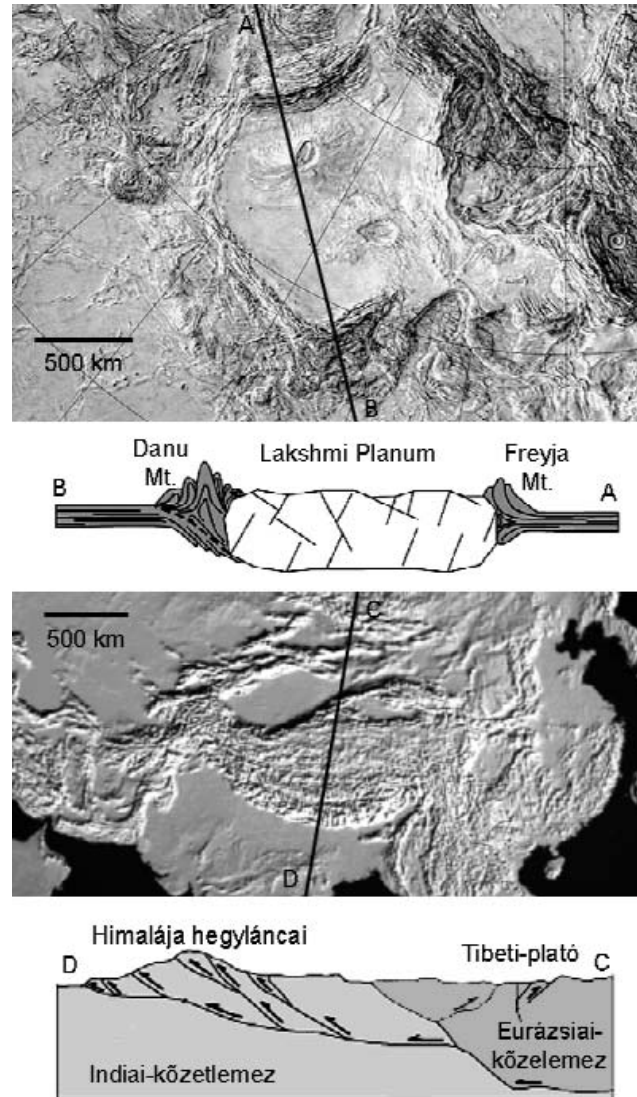 A
500 km
B
Danu
Mt.
Lakshmi Planum
Freyja
Mt.
B
A
500 km
C
D
Himalája hegyláncai
D
Tibeti-plató
C
Eurázsiai-
kőzelemez
Indiai-kőzetlemez